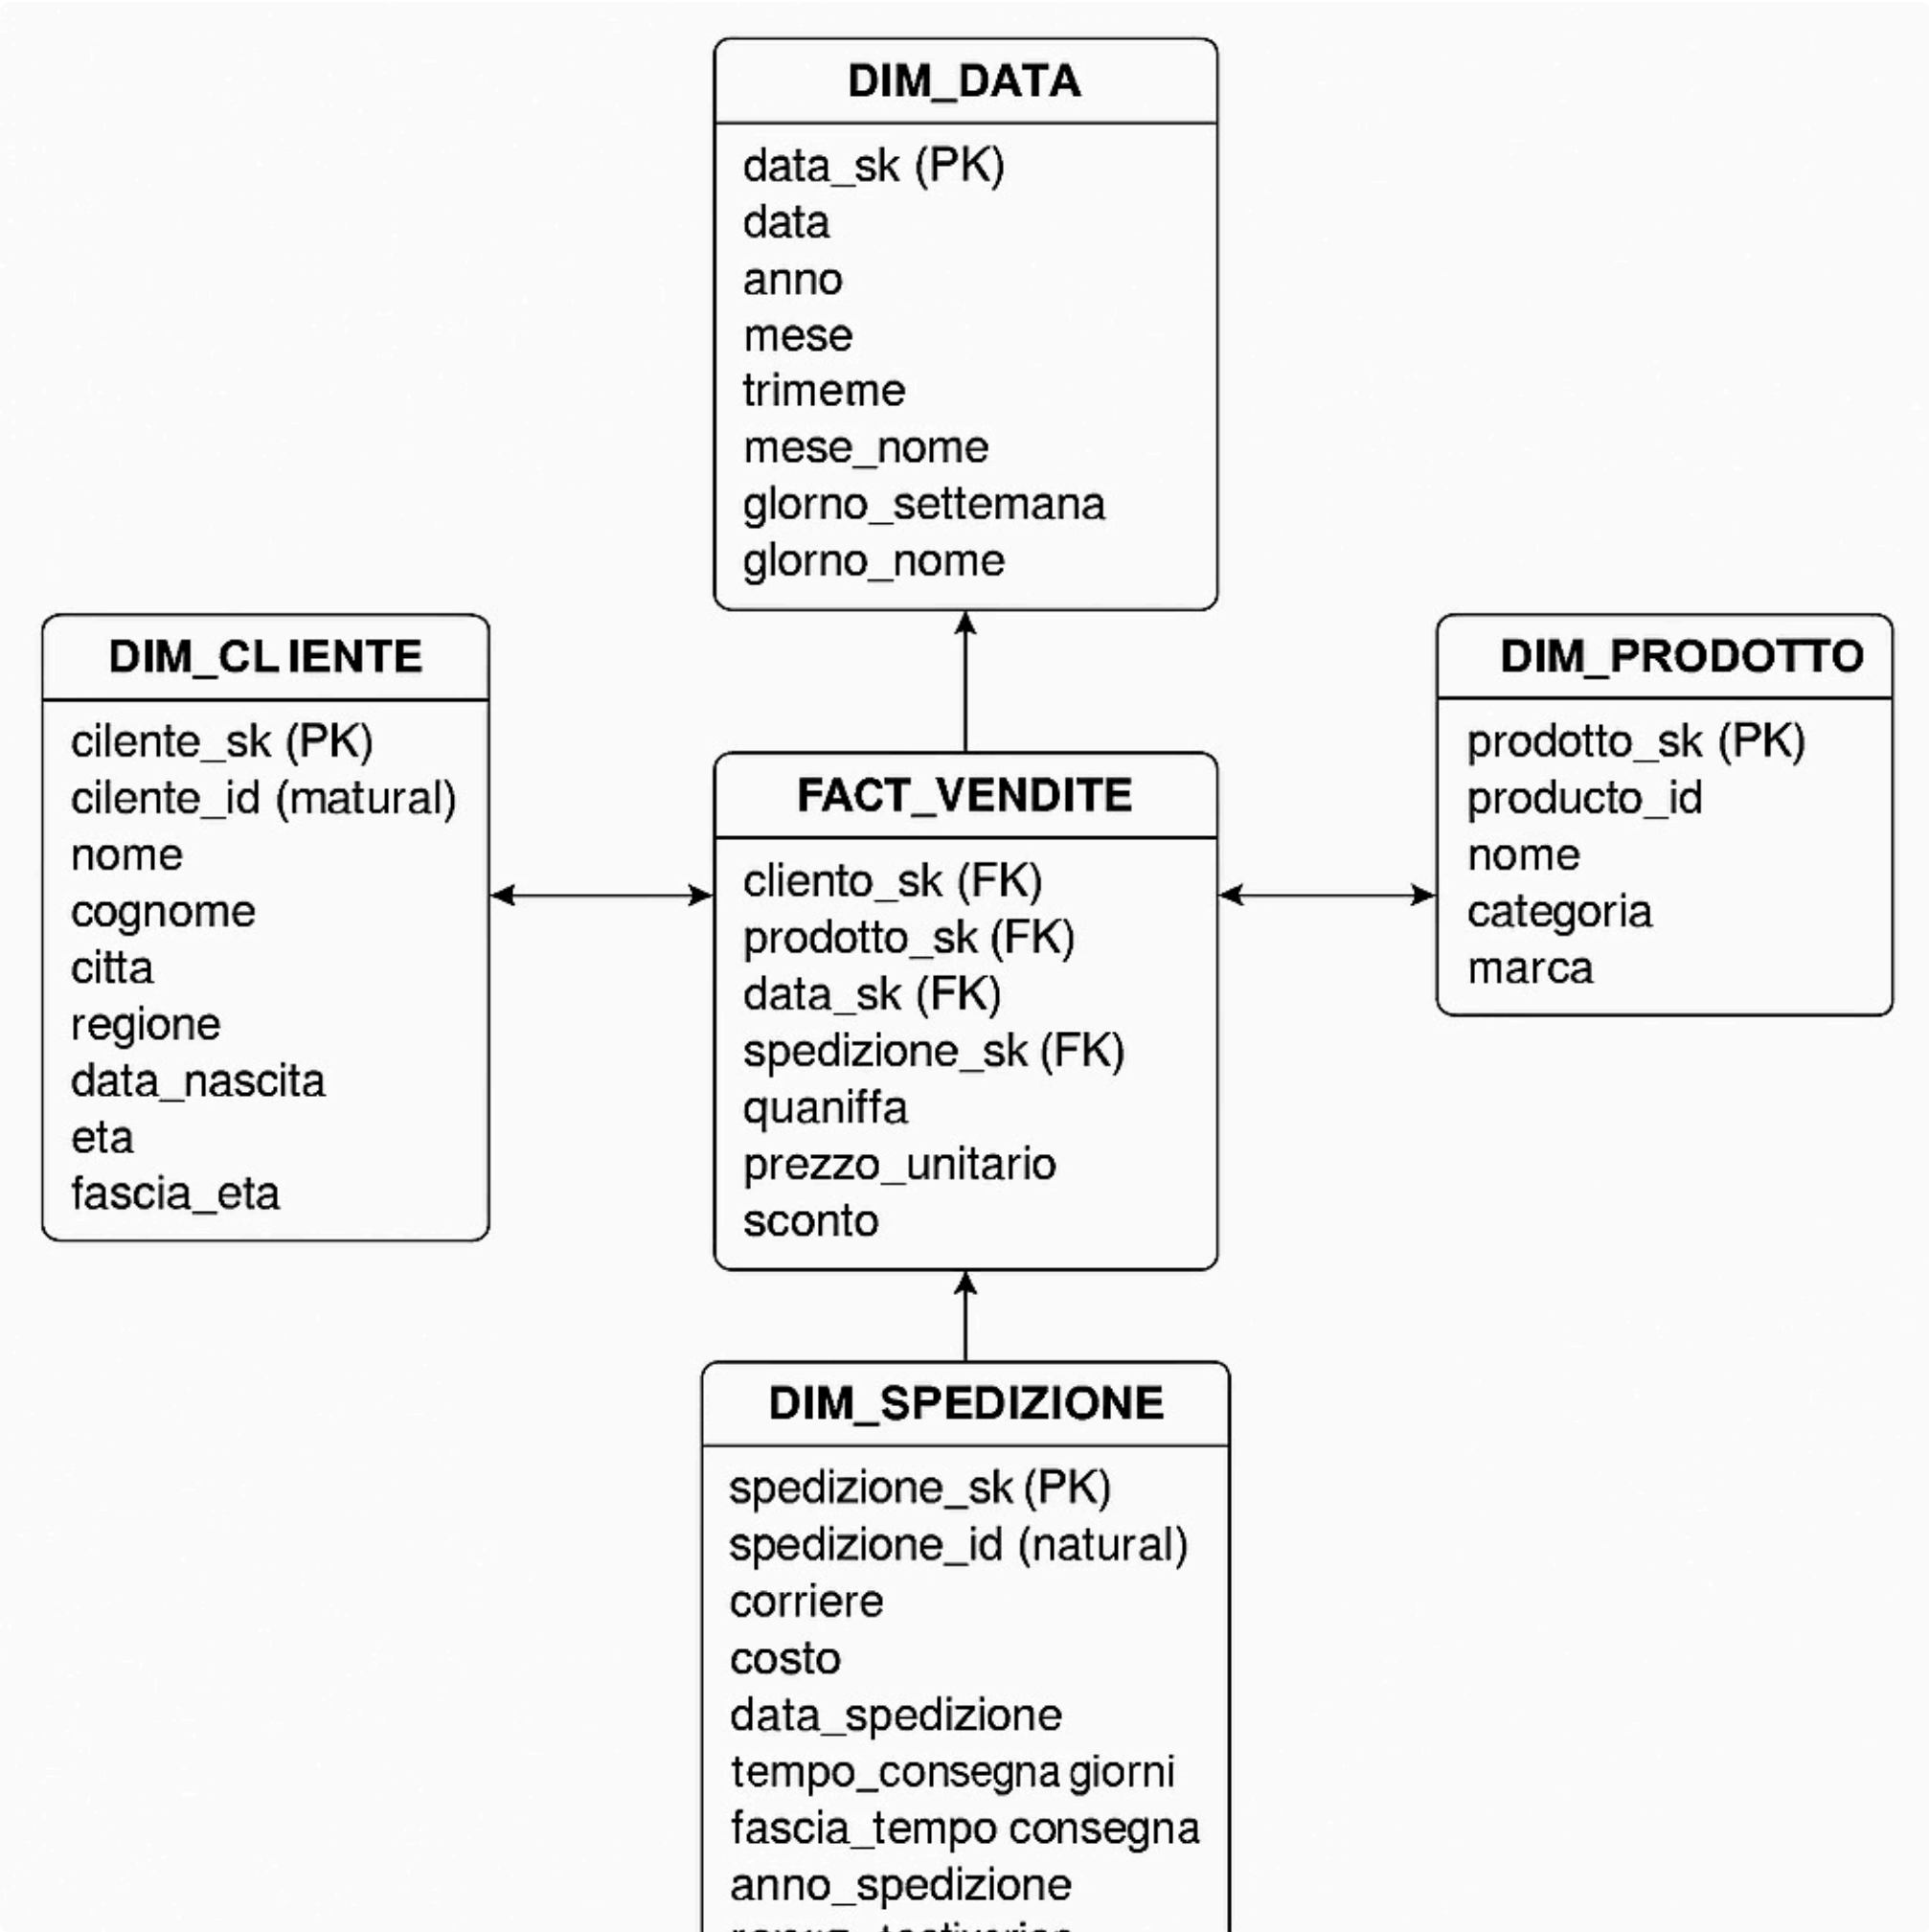 DIM_DATA
data_sk (PK)
data
anno
mese
trimeme
mese_nome
glorno_settemana
glorno_nome
DIM_CLIENTE
cilente_sk (PK)
cilente_id (matural)
nome
cognome
citta
regione
data_nascita
eta
fascia_eta
FACT_VENDITE
cliento_sk (FK)
prodotto_sk (FK)
data_sk (FK)
spedizione_sk (FK)
quaniffa
prezzo_unitario
sconto
DIM_PRODOTTO
prodotto_sk (PK)
producto_id
nome
categoria
marca
DIM_SPEDIZIONE
spedizione_sk (PK)
spedizione_id (natural)
corriere
costo
data_spedizione
tempo_consegna giorni
fascia_tempo consegna
anno_spedizione